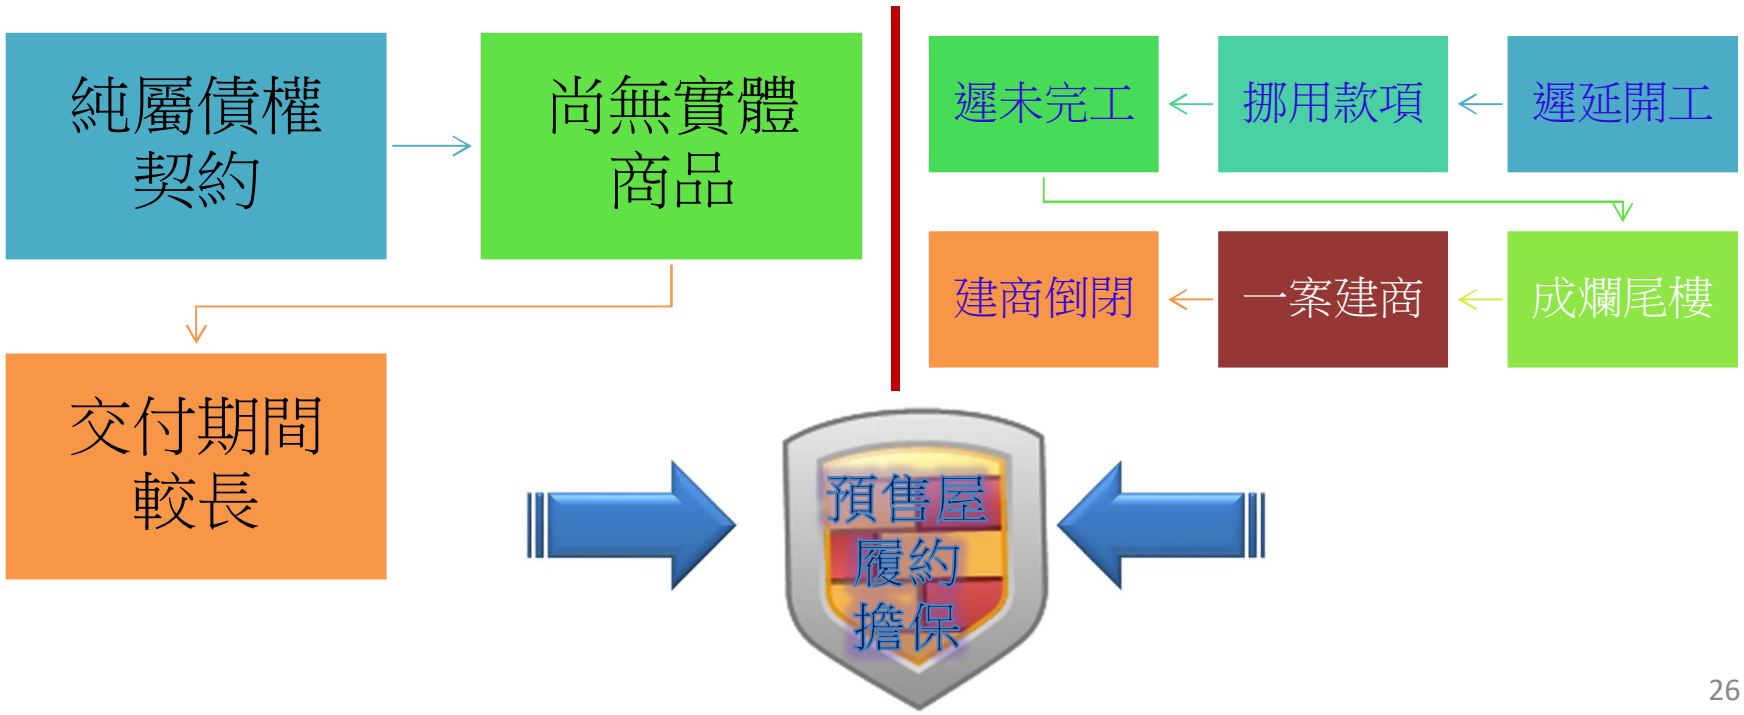 純屬債權
契約
尚無實體
商品
交付期間
較長
遲延開工
挪用款項
遲未完工
成爛尾樓
一案建商
建商倒閉
預售屋
履約
擔保
26